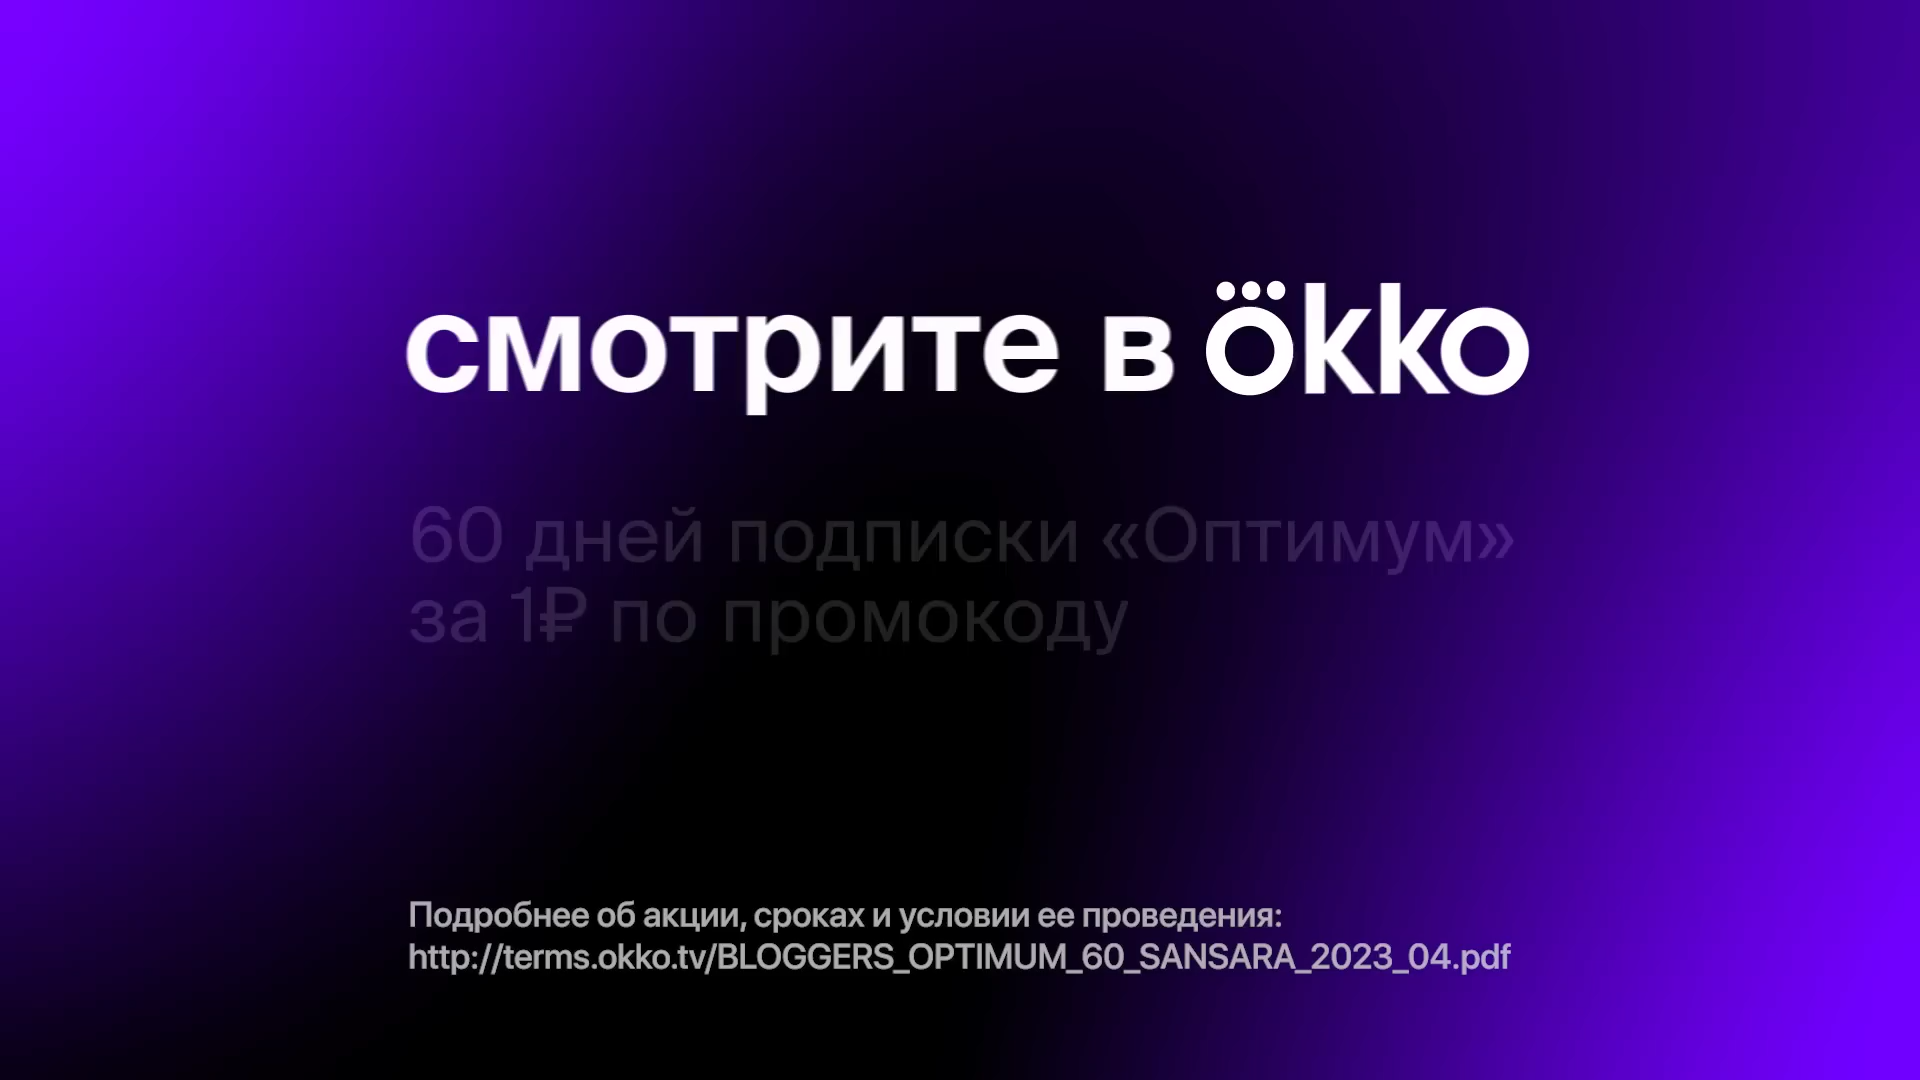 смотрите в okko
60 дней подписки «Оптимум»
за 1₽ по промокоду
Подробнее об акции, сроках и условии ее проведения:
http://terms.okko.tv/BLOGGERS_OPTIMUM_60_SANSARA_2023_04.pdf